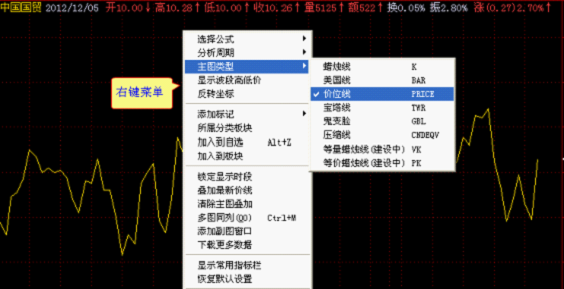 中国国贸 2012/12/05 开10.00↓ 高10.28↑ 低10.00↑ 收10.26↑ 量5125↑ 额522↑ 换0.05% 振2.80% 涨(0.27)2.70%↑
选择公式
分析周期
主图类型
显示波段高低价
反转坐标
添加标记
所属分类板块
加入到自选 Alt+Z
加入到板块
锁定显示时段
叠加最新价线
清除主图叠加
多图同列(QO) Ctrl+M
添加副图窗口
下载更多数据
显示常用指标栏
恢复默认设置
右键菜单
蜡烛线 K
美国线 BAR
价位线 PRICE
宝塔线 TWR
鬼支脸 GBL
压缩线 CNDEQV
等量蜡烛线(建设中) VK
等价蜡烛线(建设中) PK